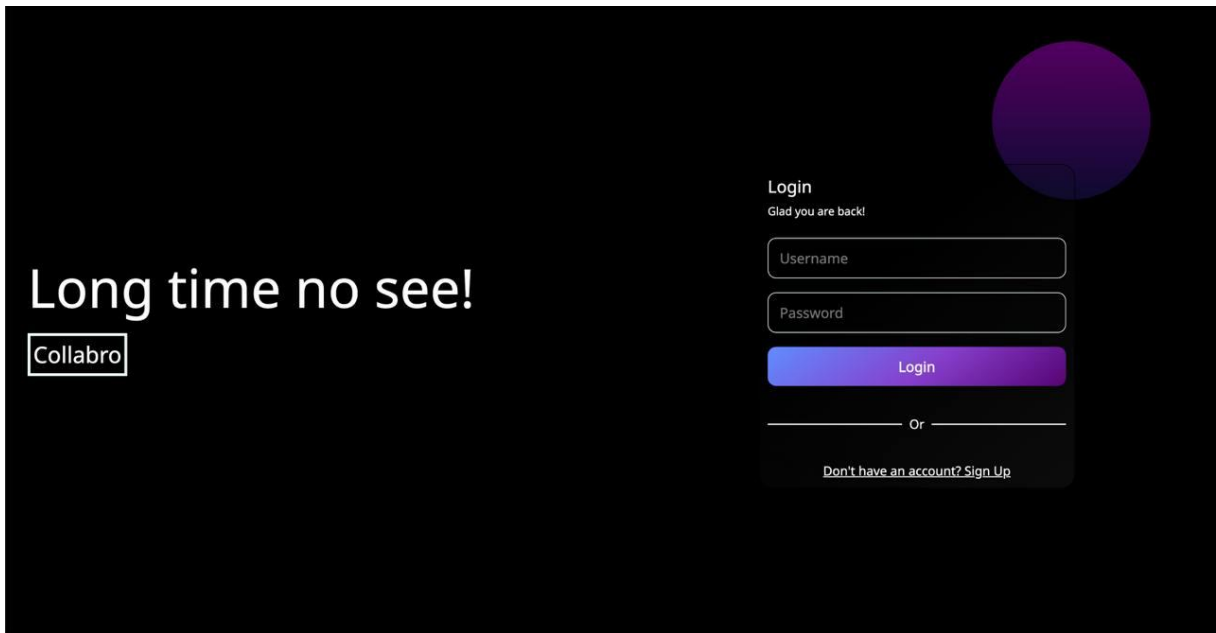 Long time no see!
Collabro
Login
Glad you are back!
Username
Password
Login
Or
Don't have an account? Sign Up